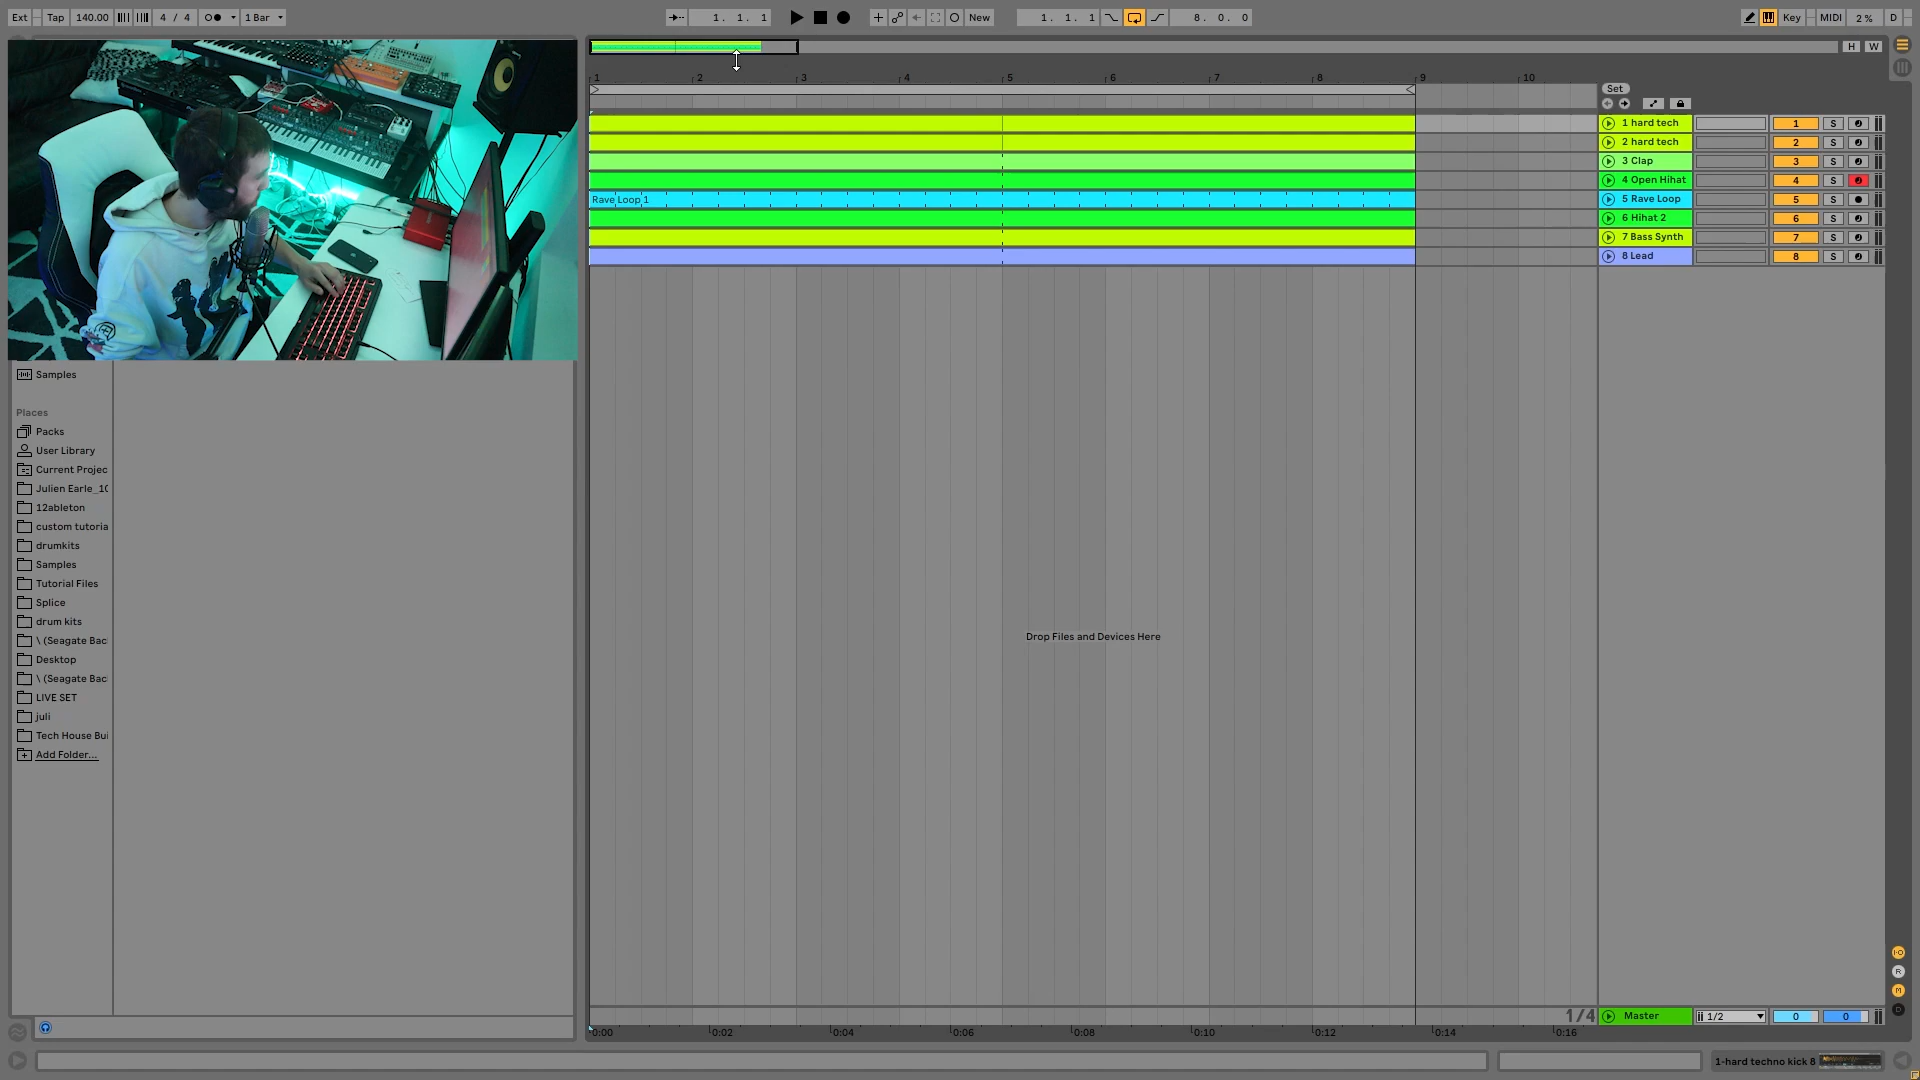 Ext Tap 140.00 4 / 4 1 Bar 1. 1. 1 New 1. 1. 1 8. 0. 0 Key MIDI 2 % D
H W
1 2 3 4 5 6 7 8 9 10
Set
1 hard tech 1 S
2 hard tech 2 S
3 Clap 3 S
4 Open Hihat 4 S
Rave Loop 1 5 Rave Loop 5 S
6 Hihat 2 6 S
7 Bass Synth 7 S
8 Lead 8 S
Samples
Places
Packs
User Library
Current Projec
Julien Earle_10
12ableton
custom tutoria
drumkits
Samples
Tutorial Files
Splice
drum kits
\ (Seagate Bac
Desktop
\ (Seagate Bac
LIVE SET
juli
Tech House Bui
Add Folder...
Drop Files and Devices Here
I-O
R
M
D
1/4 Master 1/2 0 0
0:00 0:02 0:04 0:06 0:08 0:10 0:12 0:14 0:16
1-hard techno kick 8